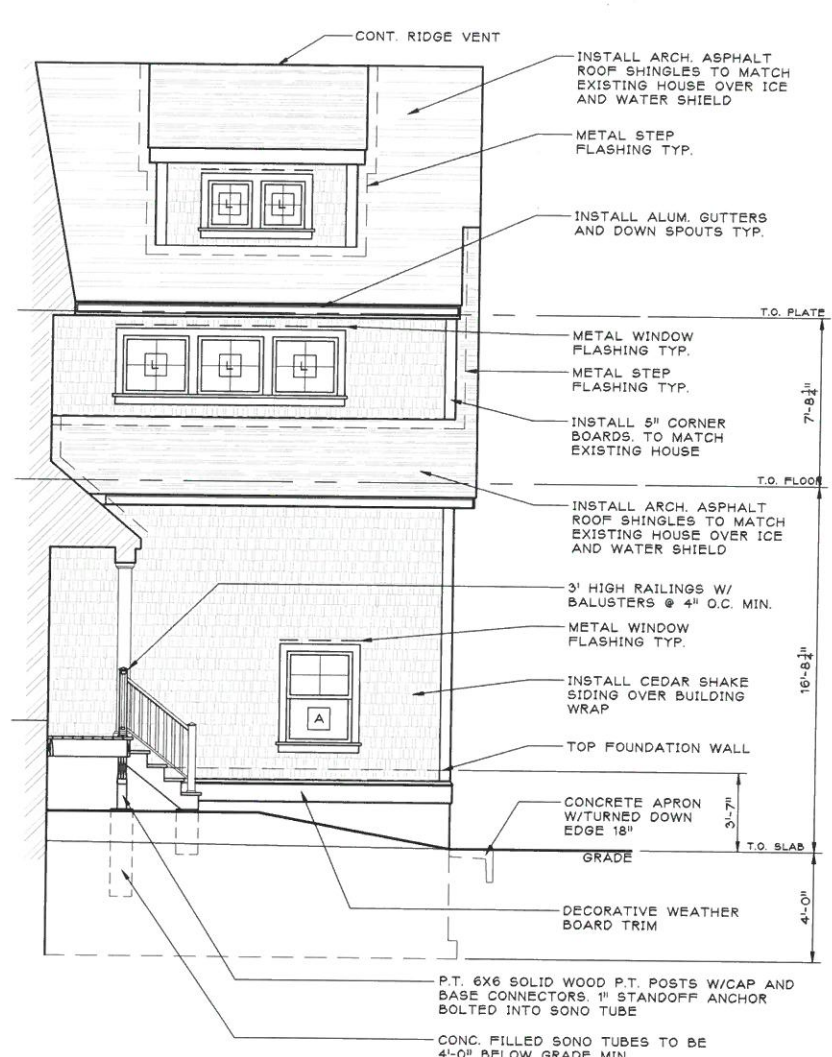 CONT. RIDGE VENT
INSTALL ARCH. ASPHALT
ROOF SHINGLES TO MATCH
EXISTING HOUSE OVER ICE
AND WATER SHIELD
METAL STEP
FLASHING TYP.
L L
INSTALL ALUM. GUTTERS
AND DOWN SPOUTS TYP.
T.O. PLATE
METAL WINDOW
FLASHING TYP.
L L L
METAL STEP
FLASHING TYP.
7'-8¼"
INSTALL 5" CORNER
BOARDS. TO MATCH
EXISTING HOUSE
T.O. FLOOR
INSTALL ARCH. ASPHALT
ROOF SHINGLES TO MATCH
EXISTING HOUSE OVER ICE
AND WATER SHIELD
3' HIGH RAILINGS W/
BALUSTERS @ 4" O.C. MIN.
METAL WINDOW
FLASHING TYP.
16'-8¼"
INSTALL CEDAR SHAKE
SIDING OVER BUILDING
WRAP
A
TOP FOUNDATION WALL
CONCRETE APRON
W/TURNED DOWN
EDGE 18"
3'-7"
T.O. SLAB
GRADE
4'-0"
DECORATIVE WEATHER
BOARD TRIM
P.T. 6X6 SOLID WOOD P.T. POSTS W/CAP AND
BASE CONNECTORS. 1" STANDOFF ANCHOR
BOLTED INTO SONO TUBE
CONC. FILLED SONO TUBES TO BE
4'-0" BELOW GRADE MIN.